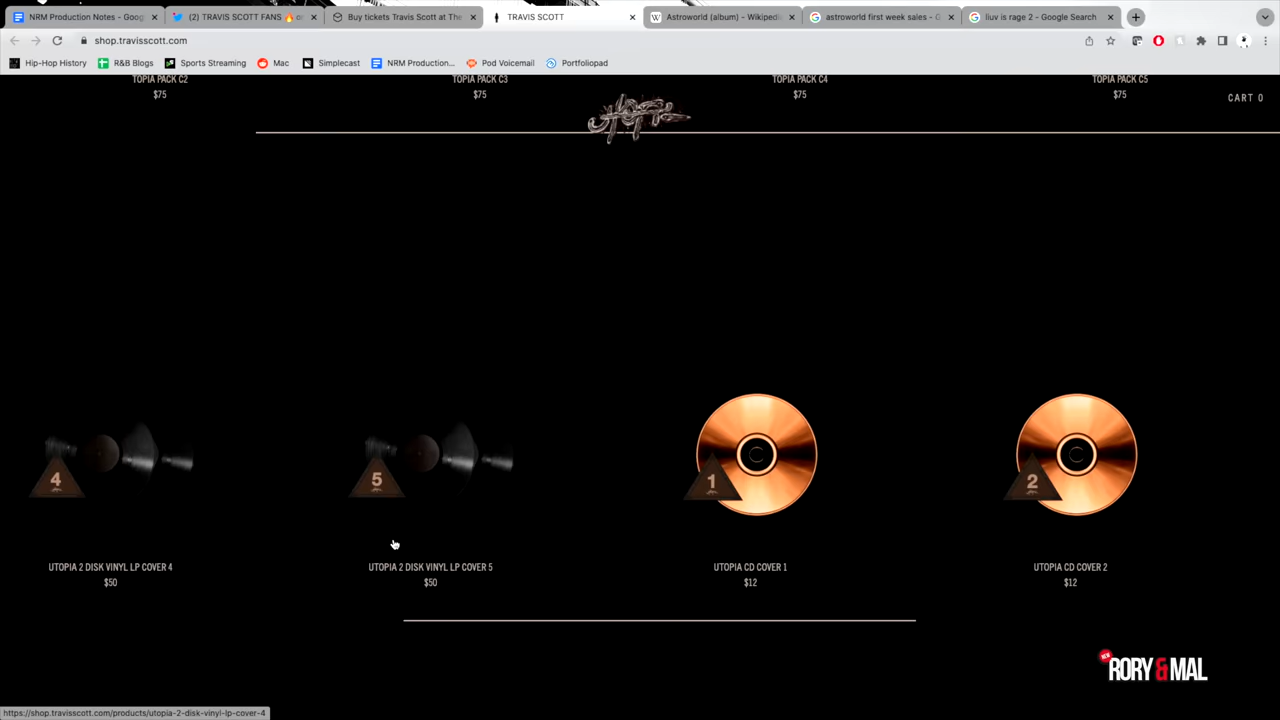 NRM Production Notes - Goog
(2) TRAVIS SCOTT FANS 🔥 o
Buy tickets Travis Scott at The
TRAVIS SCOTT
Astroworld (album) - Wikiped
astroworld first week sales - G
liuv is rage 2 - Google Search
shop.travisscott.com
Hip-Hop History
R&B Blogs
Sports Streaming
Mac
Simplecast
NRM Production...
Pod Voicemail
Portfoliopad
TOPIA PACK C2
$75
TOPIA PACK C3
$75
TOPIA PACK C4
$75
TOPIA PACK C5
$75
CART 0
4
5
1
2
UTOPIA 2 DISK VINYL LP COVER 4
$50
UTOPIA 2 DISK VINYL LP COVER 5
$50
UTOPIA CD COVER 1
$12
UTOPIA CD COVER 2
$12
NEW
RORY & MAL
https://shop.travisscott.com/products/utopia-2-disk-vinyl-lp-cover-4